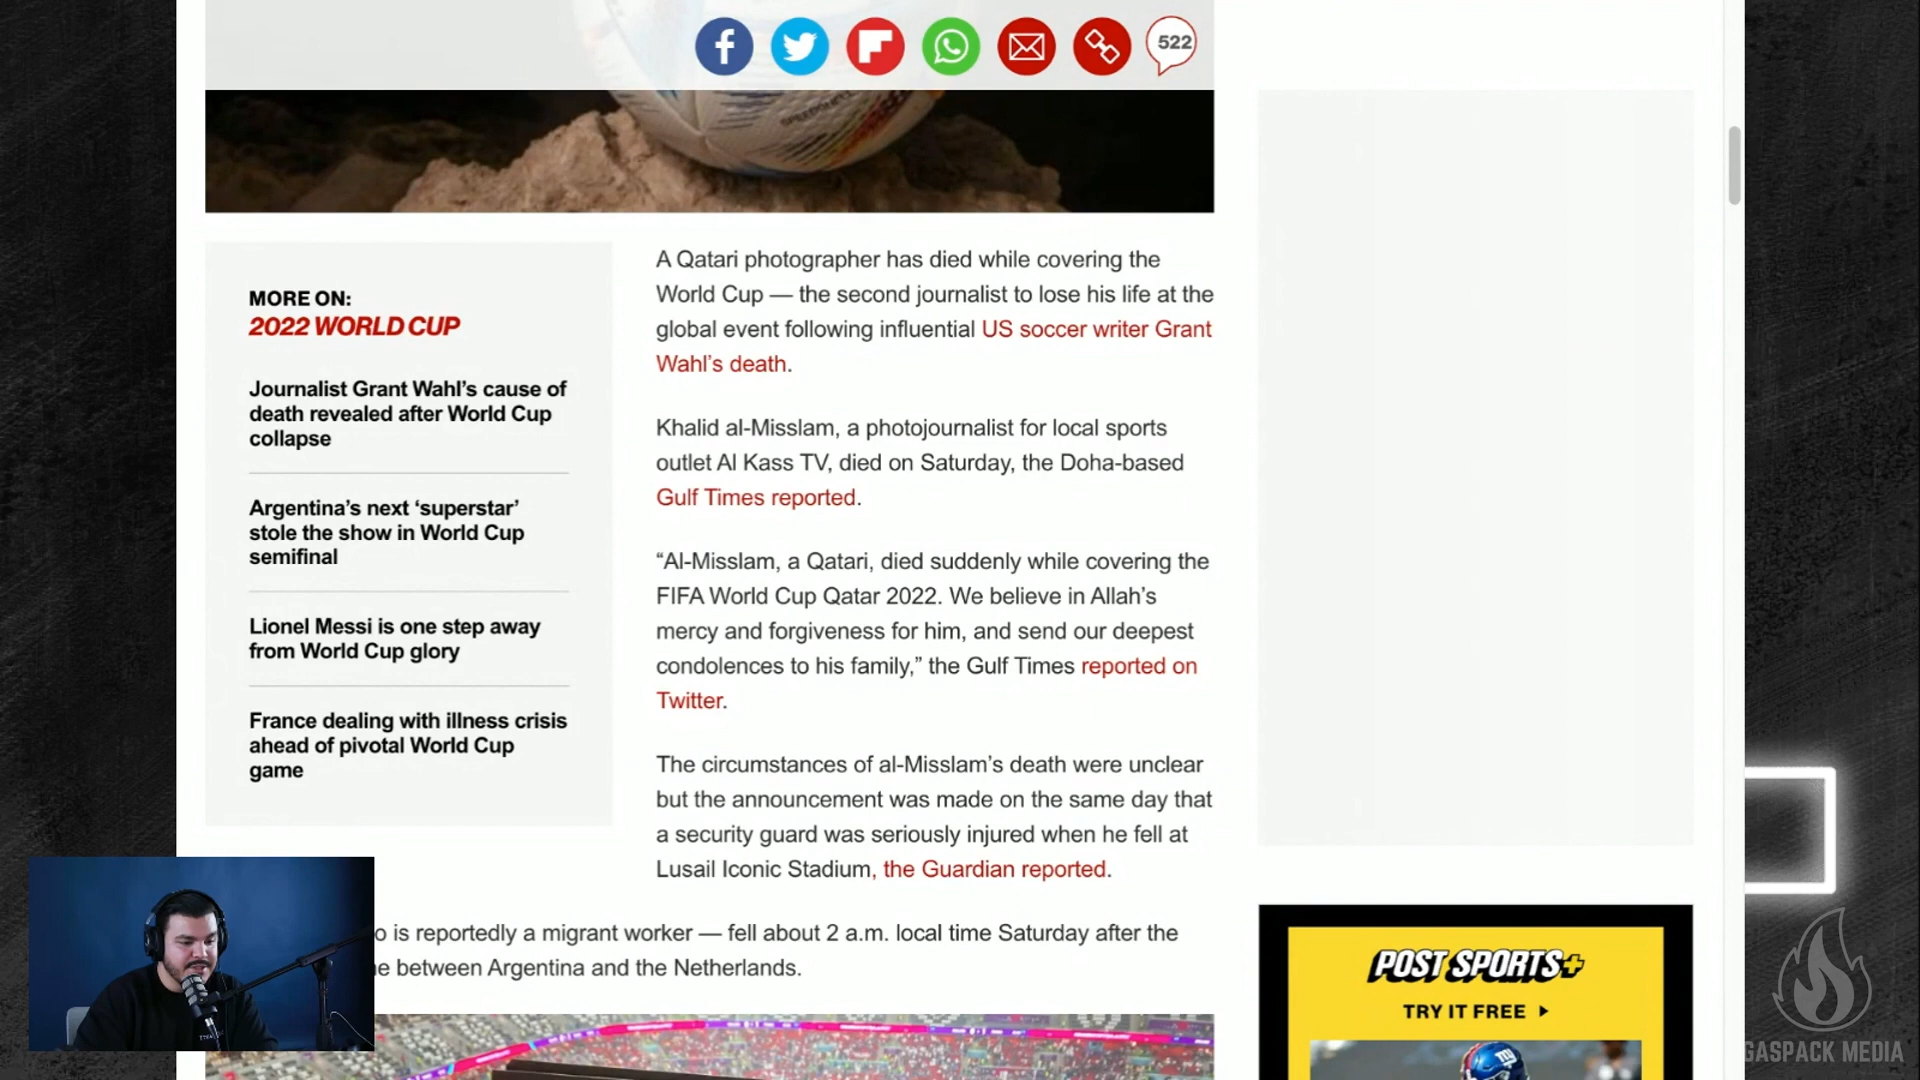 522
SPEEDSHELL
A Qatari photographer has died while covering the
World Cup — the second journalist to lose his life at the
global event following influential US soccer writer Grant
Wahl’s death.
MORE ON:
2022 WORLD CUP
Journalist Grant Wahl’s cause of
death revealed after World Cup
collapse
Argentina’s next ‘superstar’
stole the show in World Cup
semifinal
Lionel Messi is one step away
from World Cup glory
France dealing with illness crisis
ahead of pivotal World Cup
game
Khalid al-Misslam, a photojournalist for local sports
outlet Al Kass TV, died on Saturday, the Doha-based
Gulf Times reported.
“Al-Misslam, a Qatari, died suddenly while covering the
FIFA World Cup Qatar 2022. We believe in Allah’s
mercy and forgiveness for him, and send our deepest
condolences to his family,” the Gulf Times reported on
Twitter.
The circumstances of al-Misslam’s death were unclear
but the announcement was made on the same day that
a security guard was seriously injured when he fell at
Lusail Iconic Stadium, the Guardian reported.
o is reportedly a migrant worker — fell about 2 a.m. local time Saturday after the
e between Argentina and the Netherlands.
POST SPORTS+
TRY IT FREE
NY
GASPACK MEDIA